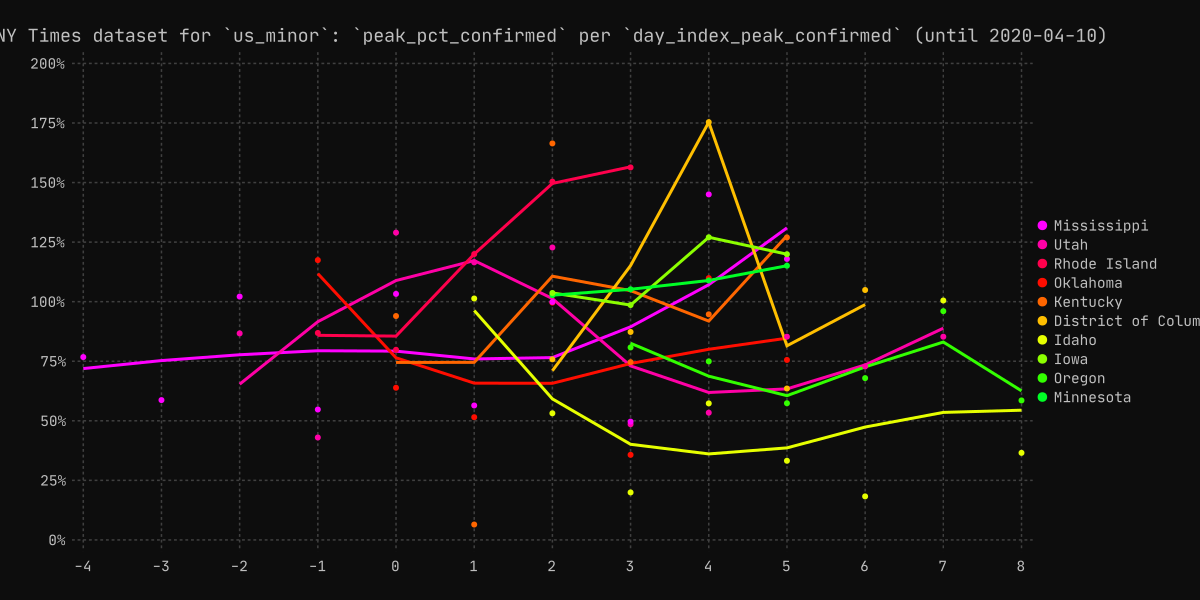 NY Times dataset for `us_minor`: `peak_pct_confirmed` per `day_index_peak_confirmed` (until 2020-04-10)
200%
175%
150%
125%
100%
75%
50%
25%
0%
-4 -3 -2 -1 0 1 2 3 4 5 6 7 8
Mississippi
Utah
Rhode Island
Oklahoma
Kentucky
District of Colum
Idaho
Iowa
Oregon
Minnesota